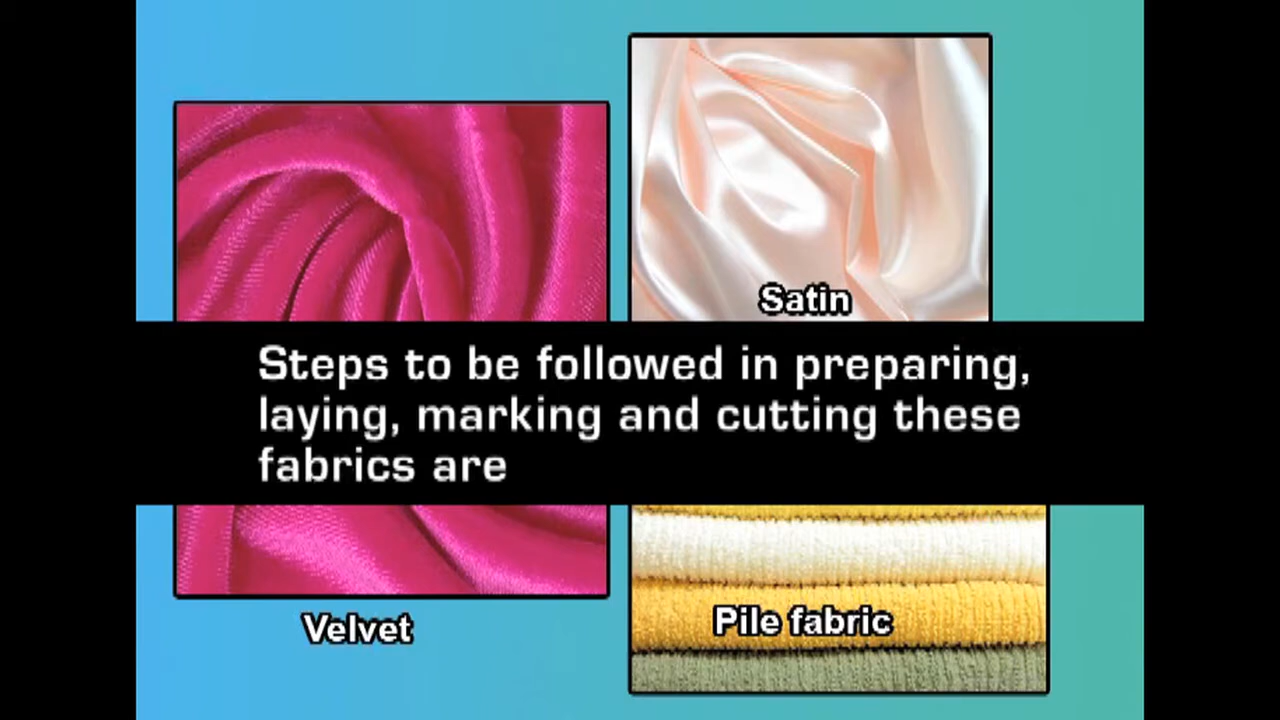 Satin
Steps to be followed in preparing,
laying, marking and cutting these
fabrics are
Pile fabric
Velvet